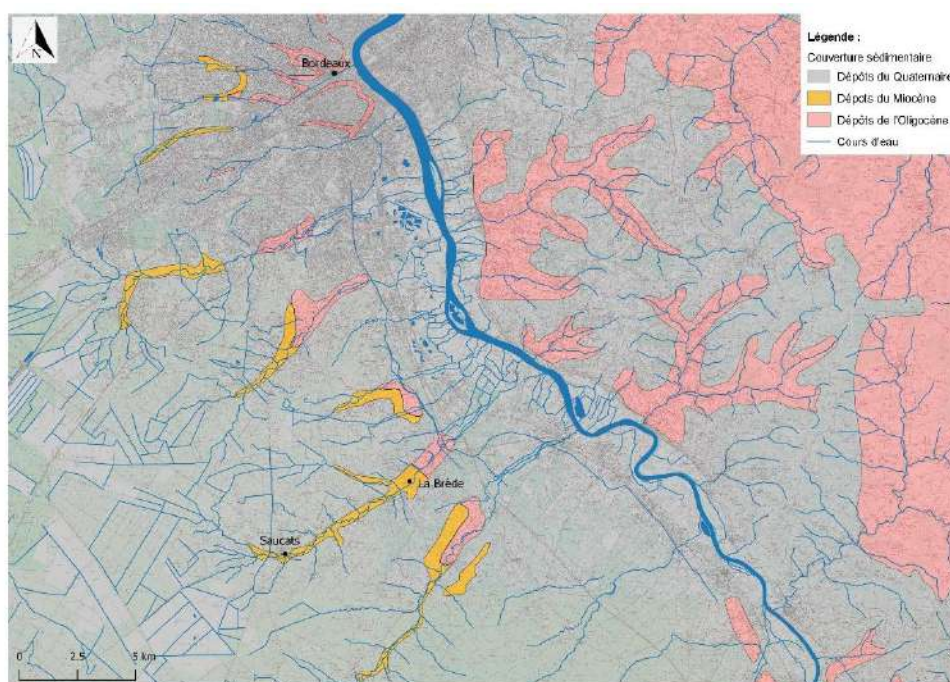 N
Bordeaux
La Brède
Saucats
0 2.5 5 km
Légende :
Couverture sédimentaire
Dépôts du Quaternaire
Dépots du Miocène
Dépôts de l'Oligocène
Cours d'eau